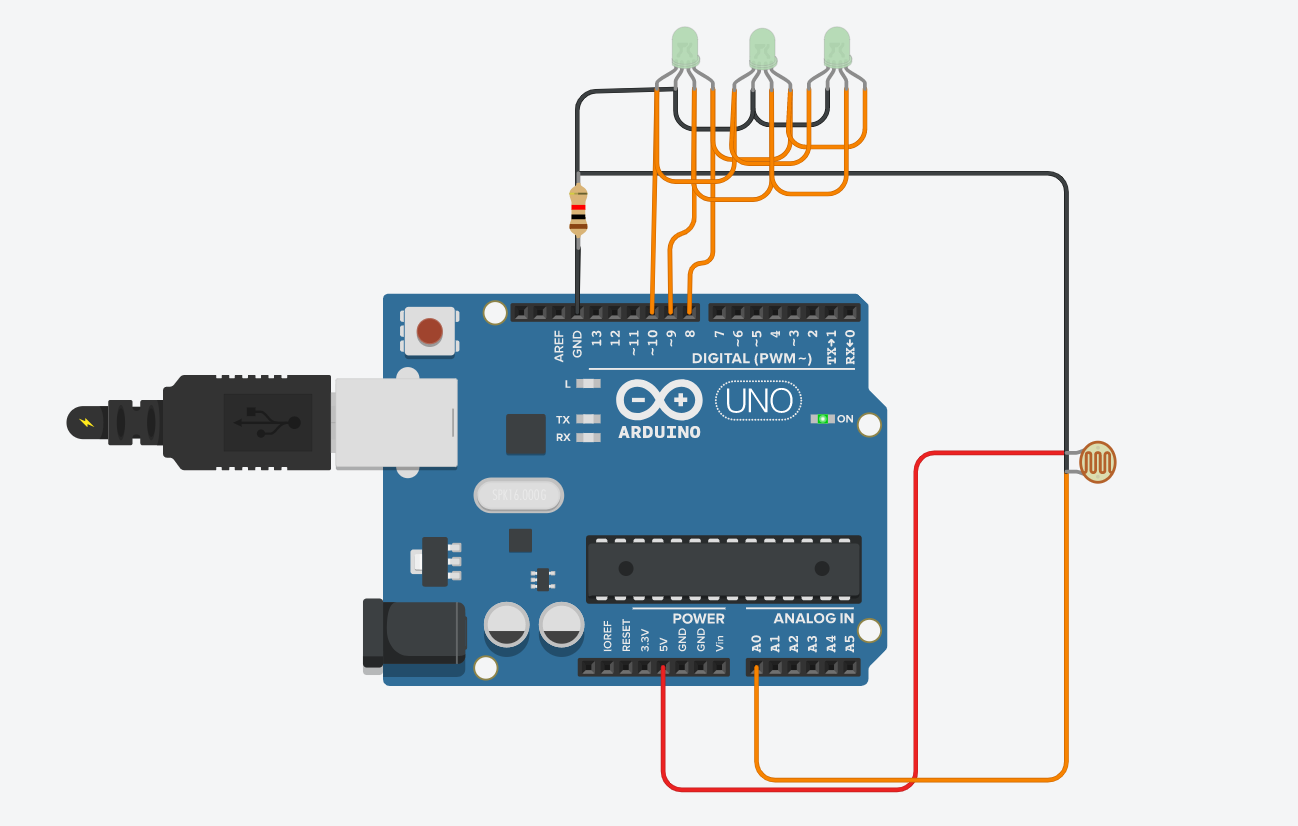 AREF
GND
13
12
~11
~10
~9
8
7
~6
~5
4
~3
2
TX→1
RX←0
DIGITAL (PWM~)
L
TX
RX
UNO
ON
ARDUINO
SPK16.000G
POWER
ANALOG IN
IOREF
RESET
3.3V
5V
GND
GND
Vin
A0
A1
A2
A3
A4
A5